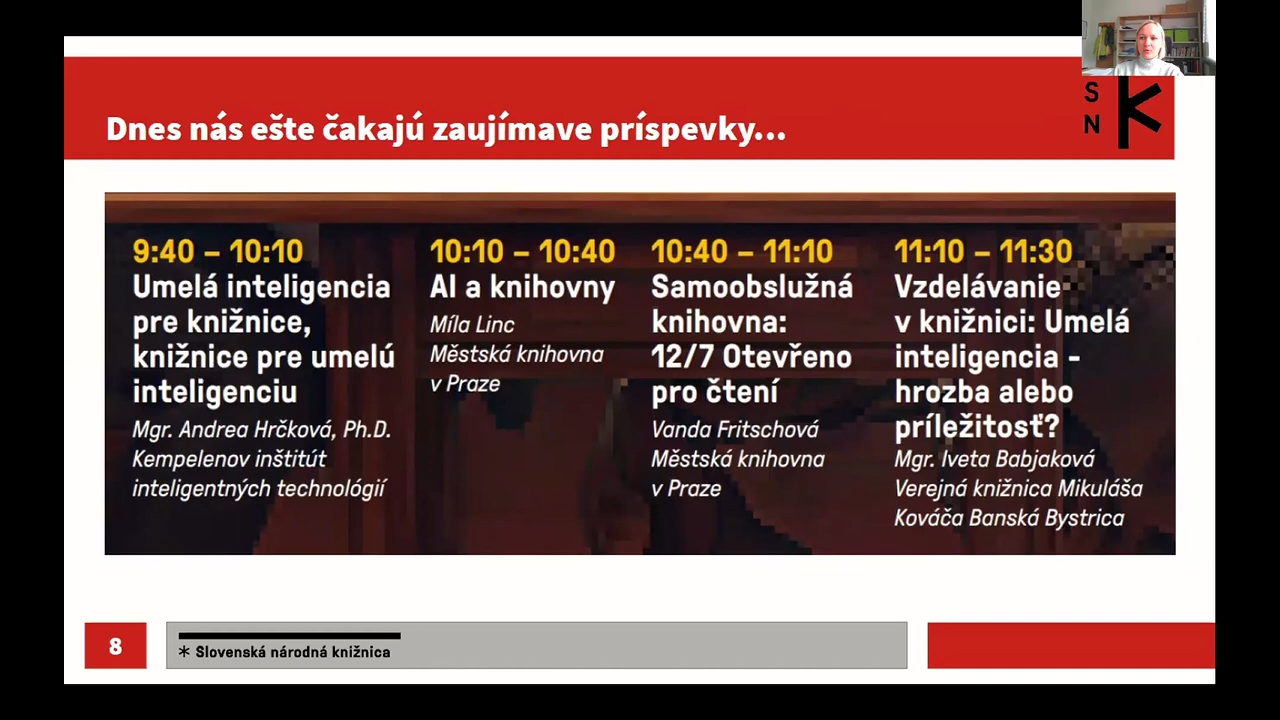 Dnes nás ešte čakajú zaujímave príspevky...
S
N
K
9:40 – 10:10
Umelá inteligencia
pre knižnice,
knižnice pre umelú
inteligenciu
Mgr. Andrea Hrčková, Ph.D.
Kempelenov inštitút
inteligentných technológií
10:10 – 10:40
AI a knihovny
Míla Linc
Městská knihovna
v Praze
10:40 – 11:10
Samoobslužná
knihovna:
12/7 Otevřeno
pro čtení
Vanda Fritschová
Městská knihovna
v Praze
11:10 – 11:30
Vzdelávanie
v knižnici: Umelá
inteligencia -
hrozba alebo
príležitosť?
Mgr. Iveta Babjaková
Verejná knižnica Mikuláša
Kováča Banská Bystrica
8
Slovenská národná knižnica